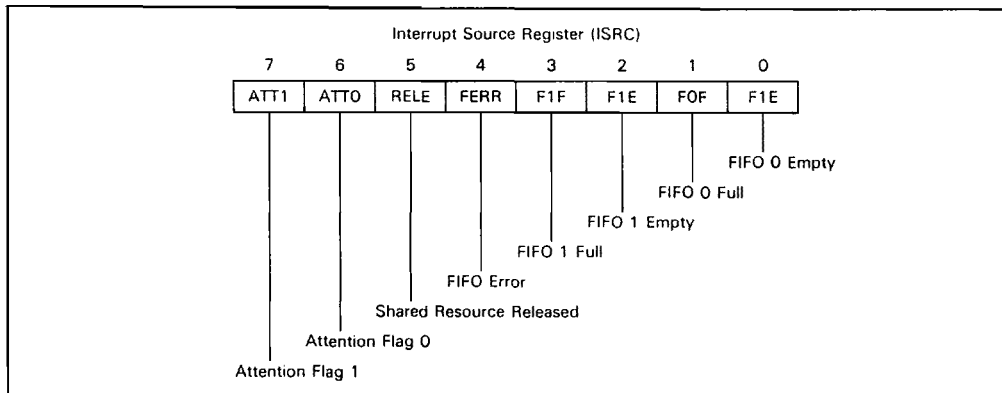 Interrupt Source Register (ISRC)
7 6 5 4 3 2 1 0
ATT1 ATT0 RELE FERR F1F F1E F0F F1E
FIFO 0 Empty
FIFO 0 Full
FIFO 1 Empty
FIFO 1 Full
FIFO Error
Shared Resource Released
Attention Flag 0
Attention Flag 1